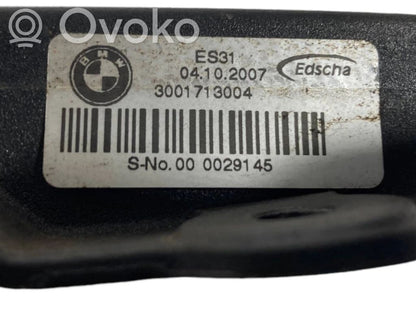 Ovoko
BMW
ES31
04.10.2007
Edscha
3001713004
S-No. 00 0029145